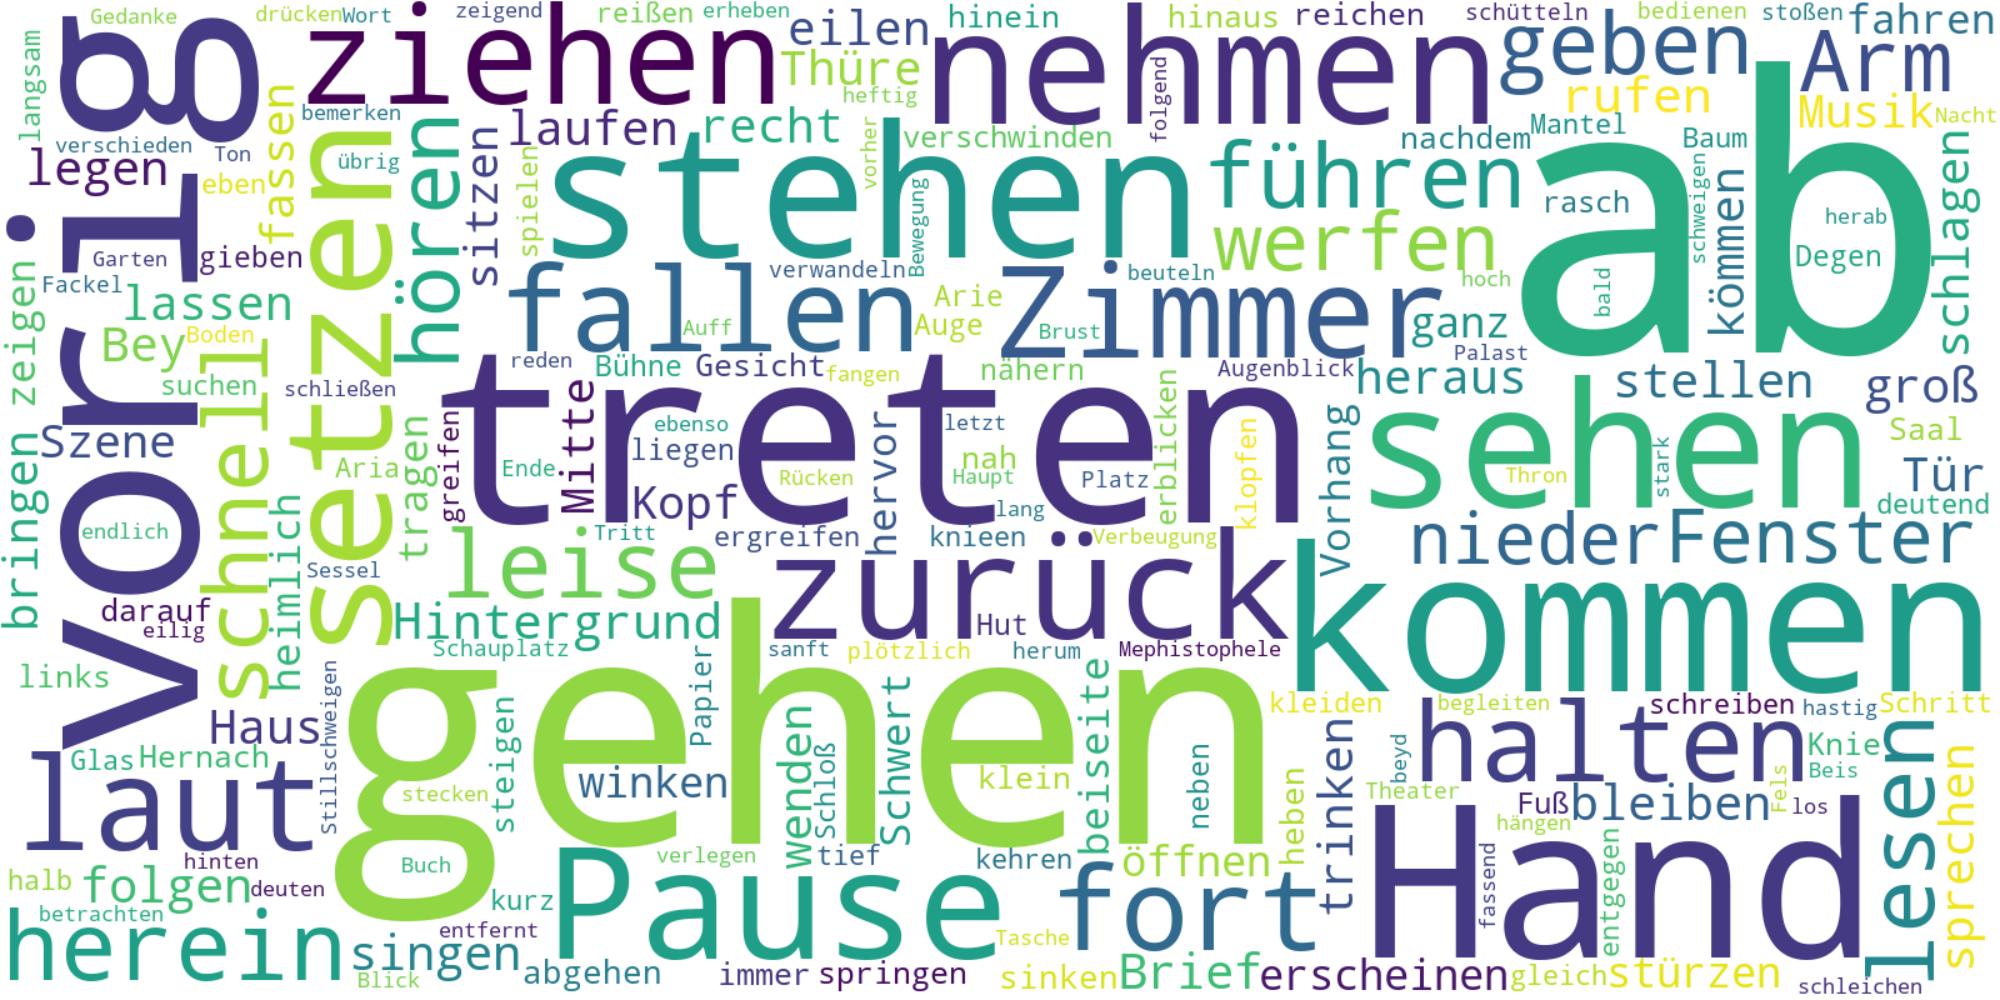 Gedanke
drücken
Wort
zeigend
reißen
erheben
hinein
hinaus
reichen
schütteln
bedienen
stoßen
fahren
langsam
vorig
ziehen
eilen
Thüre
heftig
nehmen
folgend
geben
Arm
rufen
Musik
Nacht
bemerken
fassen
laufen
recht
vorher
verschwinden
nachdem
Mantel
Baum
verschieden
Ton
legen
eben
übrig
setzen
hören
sitzen
spielen
stehen
Bewegung
führen
werfen
rasch
schweigen
kommen
ab
herab
Degen
bald
schlagen
Garten
gieben
Fackel
lassen
zeigen
Bey
Boden
fallen
verwandeln
Auff
Arie
Auge
beuteln
Zimmer
Brust
hoch
ganz
suchen
schließen
schnell
reden
Bühne
Gesicht
fangen
nähern
Augenblick
Palast
heraus
stellen
groß
Szene
bringen
endlich
heimlich
Aria
tragen
greifen
treten
Ende
Mitte
ebenso
liegen
Kopf
Rücken
hervor
letzt
nah
Haupt
Platz
lang
erblicken
klopfen
Vorhang
sehen
Thron
stark
Saal
Tür
deutend
Tritt
ergreifen
knieen
Verbeugung
nieder
Fenster
Sessel
leise
zurück
Hut
kommen
darauf
eilig
Hintergrund
Schauplatz
sanft
plötzlich
herum
Mephistophele
links
Stillschweigen
Haus
gehen
steigen
Papier
wenden
Schloß
Schwert
beiseite
neben
kleiden
begleiten
schreiben
hastig
Schritt
Glas
Hernach
laut
stecken
winken
klein
heben
trinken
beyd
halten
Knie
Beis
Theater
Fuß
bleiben
Fels
los
lesen
sprechen
hinten
halb
folgen
deuten
Buch
verlegen
tief
kehren
öffnen
hängen
fassend
entgegen
Hand
betrachten
herein
kurz
entfernt
Pause
fort
singen
Blick
abgehen
immer
springen
Tasche
sinken
Brief
erscheinen
gleich
stürzen
schleichen